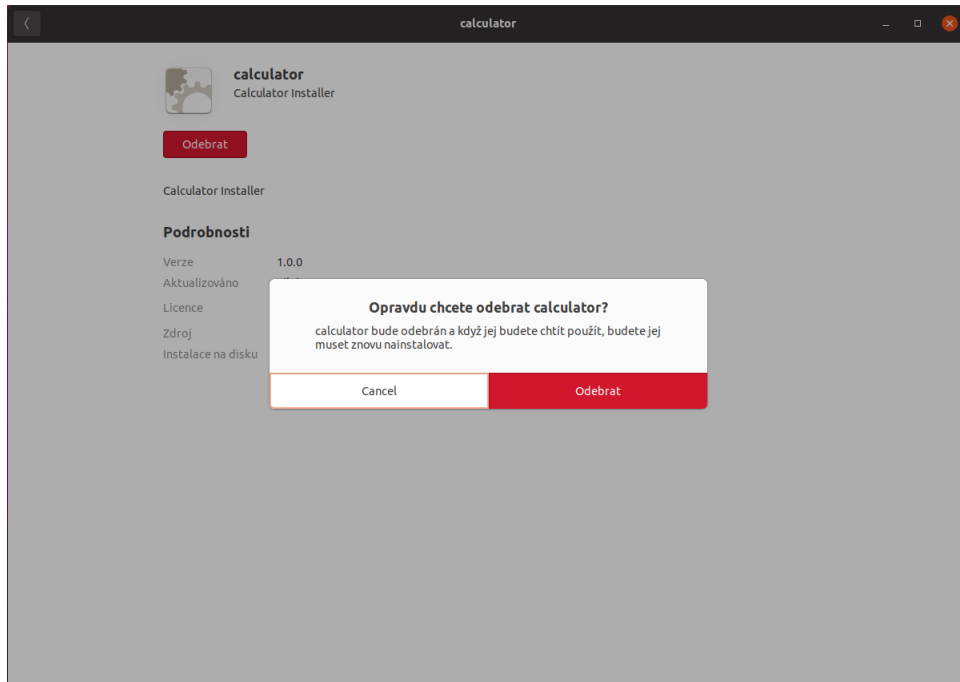 calculator
calculator
Calculator Installer
Odebrat
Calculator Installer
Podrobnosti
Verze 1.0.0
Aktualizováno
Licence
Zdroj
Instalace na disku
Opravdu chcete odebrat calculator?
calculator bude odebrán a když jej budete chtít použít, budete jej
muset znovu nainstalovat.
Cancel Odebrat